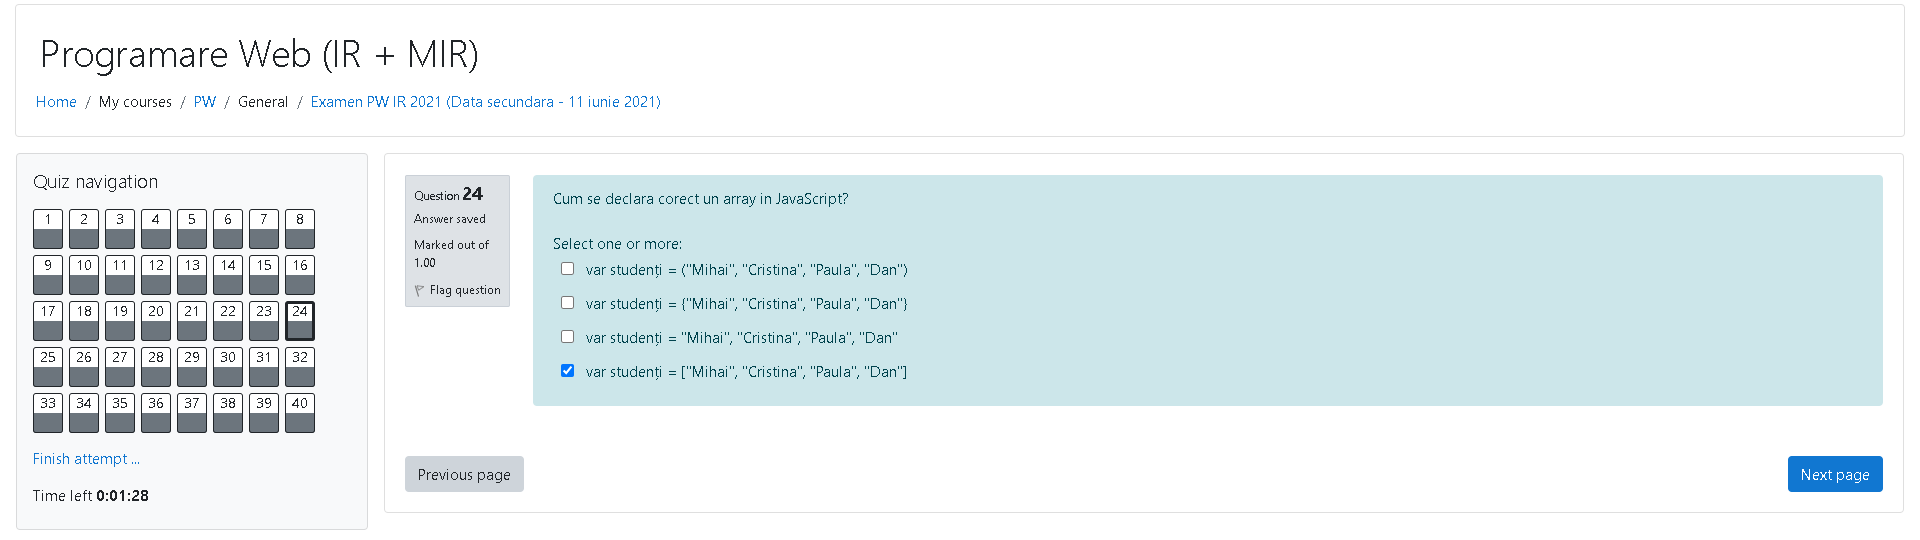 Programare Web (IR + MIR)
Home / My courses / PW / General / Examen PW IR 2021 (Data secundara - 11 iunie 2021)
Quiz navigation
1 2 3 4 5 6 7 8
9 10 11 12 13 14 15 16
17 18 19 20 21 22 23 24
25 26 27 28 29 30 31 32
33 34 35 36 37 38 39 40
Finish attempt ...
Time left 0:01:28
Question 24
Answer saved
Marked out of
1.00
Flag question
Cum se declara corect un array in JavaScript?
Select one or more:
var studenți = ("Mihai", "Cristina", "Paula", "Dan")
var studenți = {"Mihai", "Cristina", "Paula", "Dan"}
var studenți = "Mihai", "Cristina", "Paula", "Dan"
var studenți = ["Mihai", "Cristina", "Paula", "Dan"]
Previous page
Next page